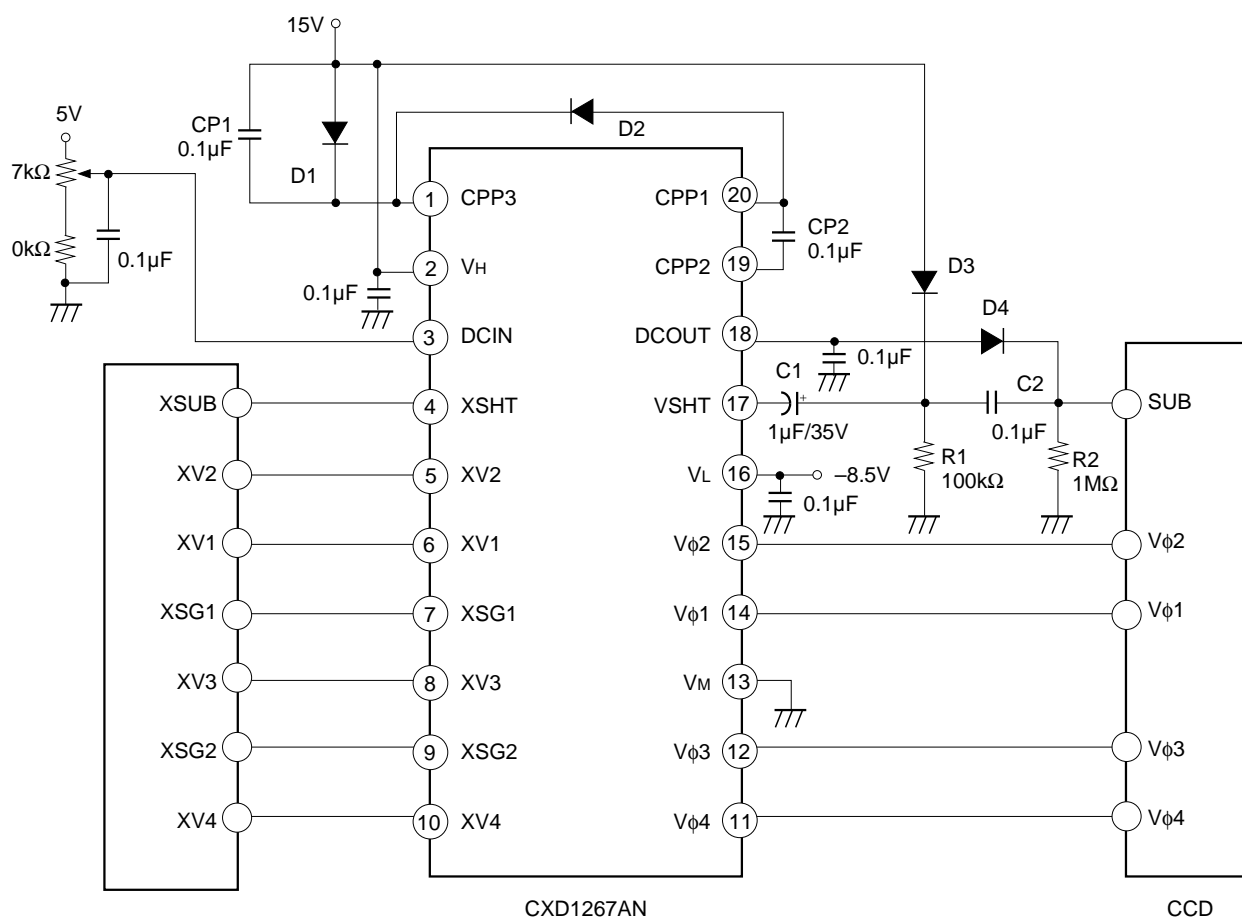 15V
5V
CP1
0.1μF
D2
7kΩ
D1
1
CPP3
CPP1
20
CP2
0.1μF
0kΩ
0.1μF
2
VH
CPP2
19
D3
0.1μF
D4
3
DCIN
DCOUT
18
0.1μF
C1
C2
XSUB
4
XSHT
VSHT
17
+
SUB
1μF/35V
0.1μF
R1
100kΩ
R2
1MΩ
XV2
5
XV2
VL
16
–8.5V
0.1μF
XV1
6
XV1
Vϕ2
15
Vϕ2
XSG1
7
XSG1
Vϕ1
14
Vϕ1
XV3
8
XV3
VM
13
XSG2
9
XSG2
Vϕ3
12
Vϕ3
XV4
10
XV4
Vϕ4
11
Vϕ4
CXD1267AN
CCD